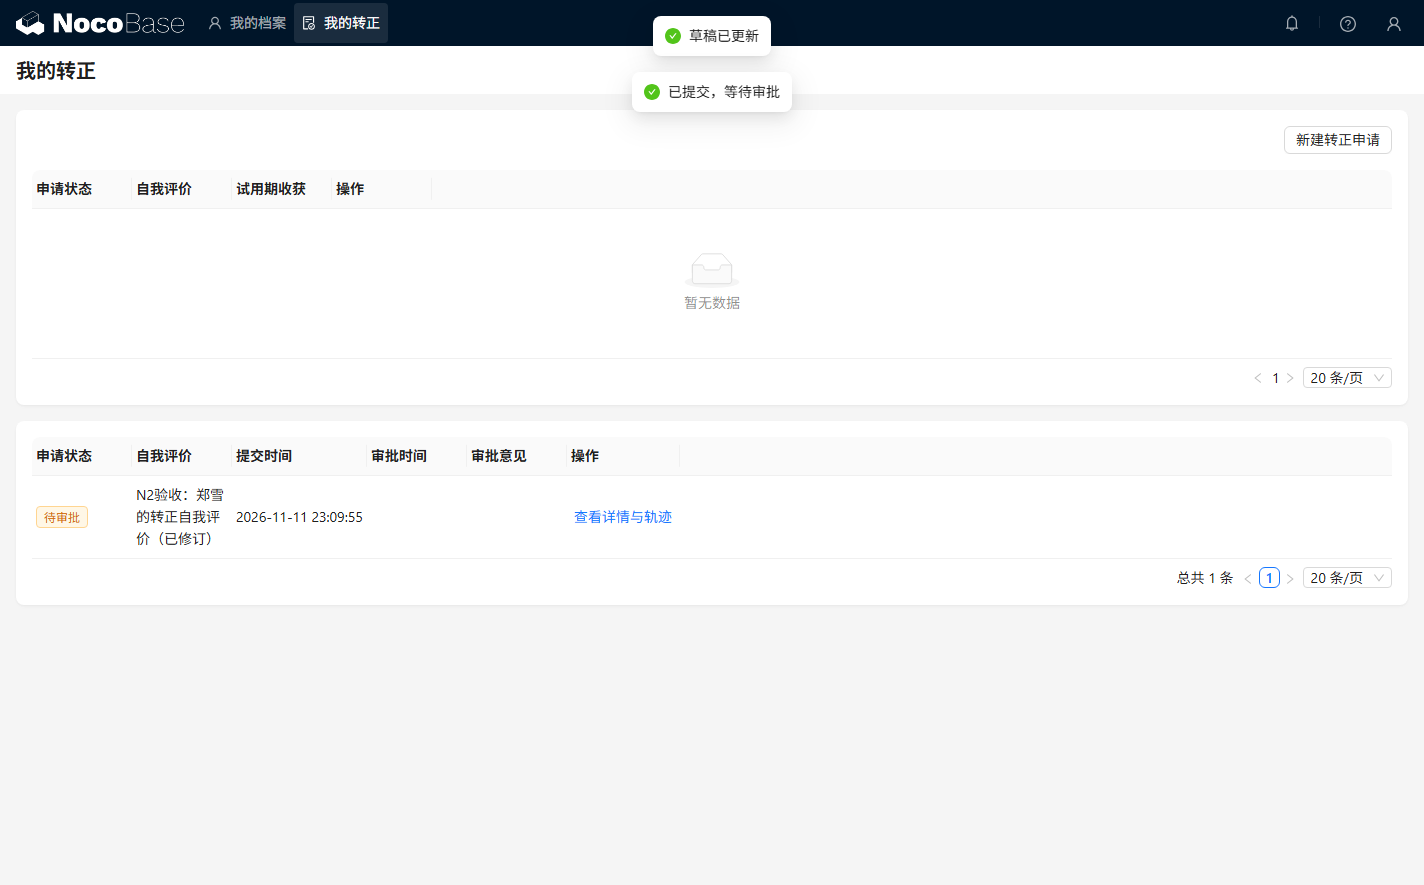 NocoBase
我的档案
我的转正
草稿已更新
我的转正
已提交，等待审批
新建转正申请
申请状态 自我评价 试用期收获 操作
暂无数据
1 20 条/页
申请状态 自我评价 提交时间 审批时间 审批意见 操作
待审批
N2验收：郑雪
的转正自我评
价（已修订）
2026-11-11 23:09:55
查看详情与轨迹
总共 1 条 1 20 条/页